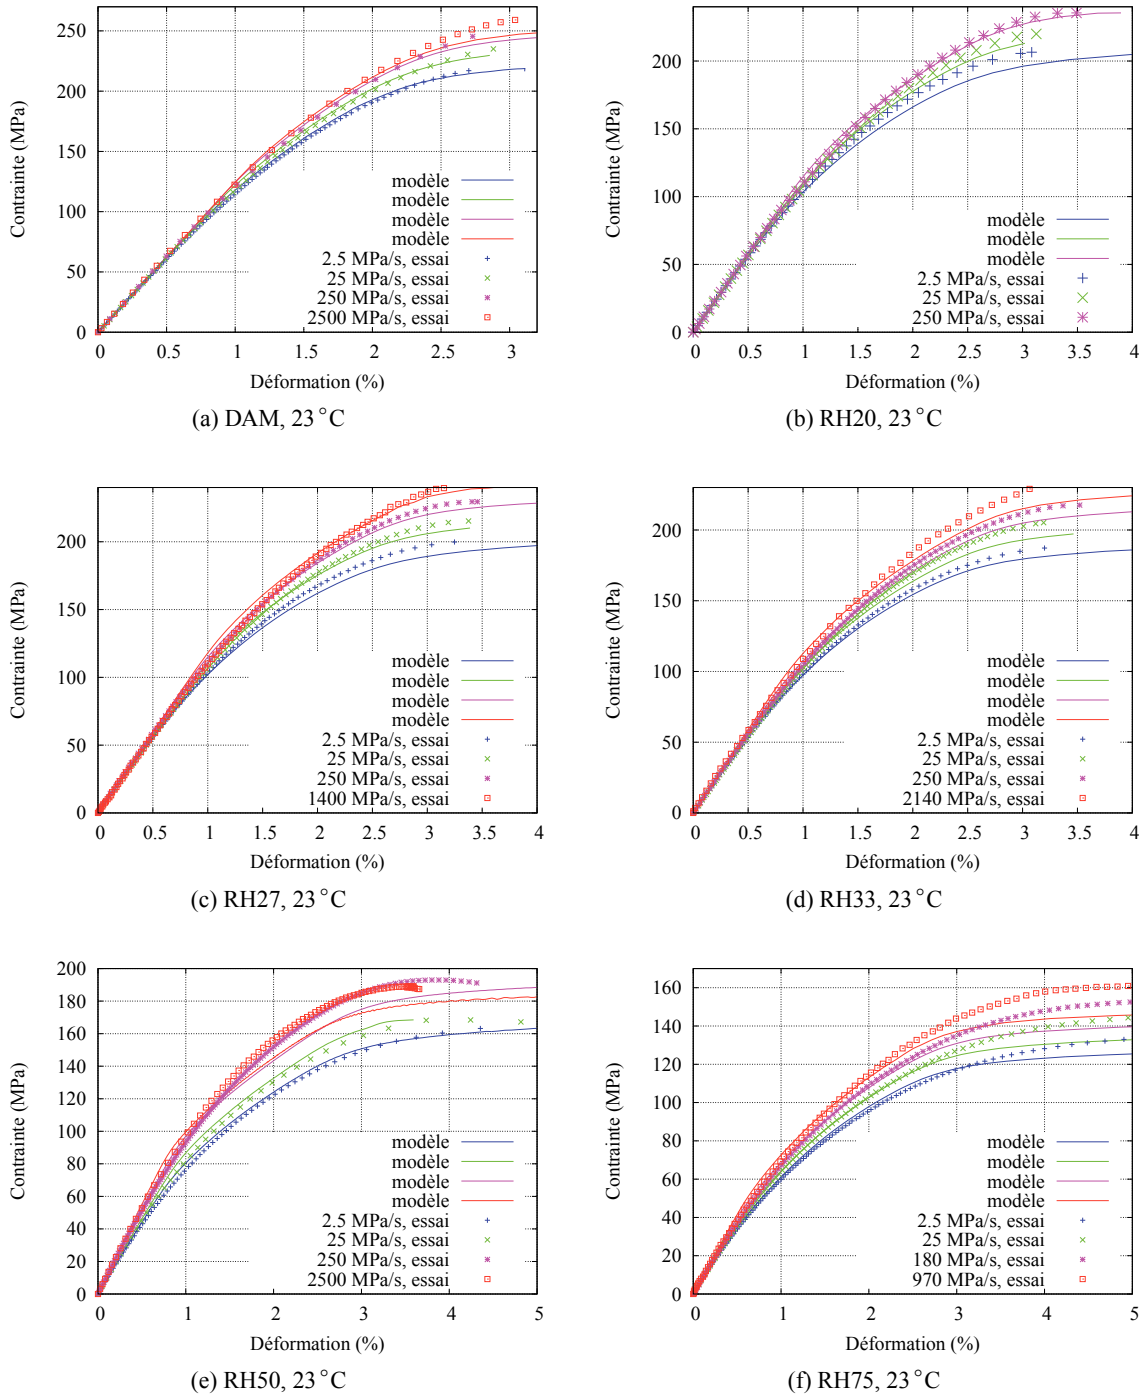 250
200
150
100
50
0
Contrainte (MPa)
modèle
modèle
modèle
modèle
2.5 MPa/s, essai
25 MPa/s, essai
250 MPa/s, essai
2500 MPa/s, essai
0 0.5 1 1.5 2 2.5 3
Déformation (%)
(a) DAM, 23 °C
200
150
100
50
0
Contrainte (MPa)
modèle
modèle
modèle
2.5 MPa/s, essai
25 MPa/s, essai
250 MPa/s, essai
0 0.5 1 1.5 2 2.5 3 3.5 4
Déformation (%)
(b) RH20, 23 °C
200
150
100
50
0
Contrainte (MPa)
modèle
modèle
modèle
modèle
2.5 MPa/s, essai
25 MPa/s, essai
250 MPa/s, essai
1400 MPa/s, essai
0 0.5 1 1.5 2 2.5 3 3.5 4
Déformation (%)
(c) RH27, 23 °C
200
150
100
50
0
Contrainte (MPa)
modèle
modèle
modèle
modèle
2.5 MPa/s, essai
25 MPa/s, essai
250 MPa/s, essai
2140 MPa/s, essai
0 0.5 1 1.5 2 2.5 3 3.5 4
Déformation (%)
(d) RH33, 23 °C
200
180
160
140
120
100
80
60
40
20
0
Contrainte (MPa)
modèle
modèle
modèle
modèle
2.5 MPa/s, essai
25 MPa/s, essai
250 MPa/s, essai
2500 MPa/s, essai
0 1 2 3 4 5
Déformation (%)
(e) RH50, 23 °C
160
140
120
100
80
60
40
20
0
Contrainte (MPa)
modèle
modèle
modèle
modèle
2.5 MPa/s, essai
25 MPa/s, essai
180 MPa/s, essai
970 MPa/s, essai
0 1 2 3 4 5
Déformation (%)
(f) RH75, 23 °C